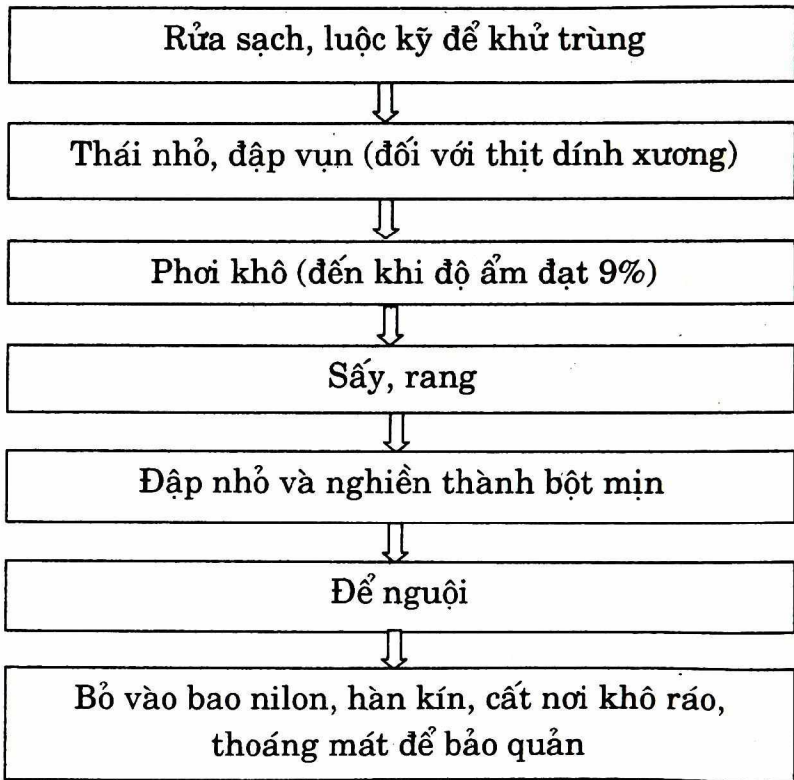 Rửa sạch, luộc kỹ để khử trùng
Thái nhỏ, đập vụn (đối với thịt dính xương)
Phơi khô (đến khi độ ẩm đạt 9%)
Sấy, rang
Đập nhỏ và nghiền thành bột mịn
Để nguội
Bỏ vào bao nilon, hàn kín, cất nơi khô ráo,
thoáng mát để bảo quản